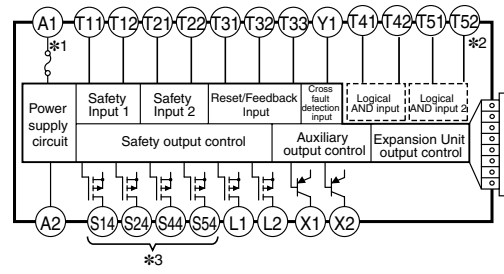 A1 T11 T12 T21 T22 T31 T32 T33 Y1 T41 T42 T51 T52
*1
*2
Power supply circuit
Safety Input 1
Safety Input 2
Reset/Feedback Input
Cross fault detection input
Logical AND input
Logical AND input 2
Safety output control
Auxiliary output control
Expansion Unit output control
A2 S14 S24 S44 S54 L1 L2 X1 X2
*3